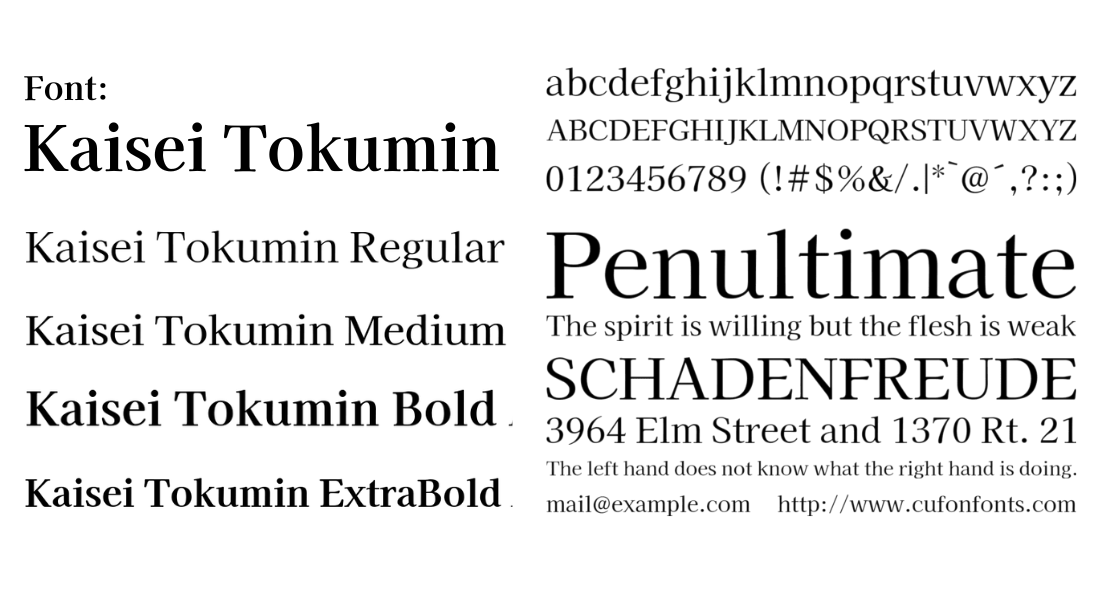 Font:
Kaisei Tokumin
Kaisei Tokumin Regular
Kaisei Tokumin Medium
Kaisei Tokumin Bold
Kaisei Tokumin ExtraBold
abcdefghijklmnopqrstuvwxyz
ABCDEFGHIJKLMNOPQRSTUVWXYZ
0123456789 (!#$%&/.|*`@´,?:;)
Penultimate
The spirit is willing but the flesh is weak
SCHADENFREUDE
3964 Elm Street and 1370 Rt. 21
The left hand does not know what the right hand is doing.
mail@example.com http://www.cufonfonts.com